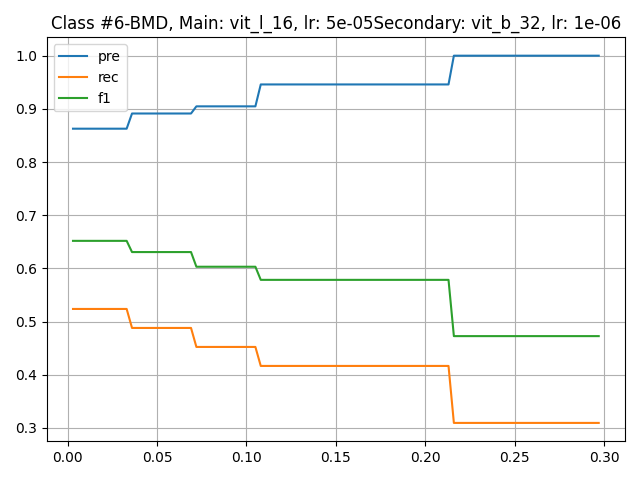 Class #6-BMD, Main: vit_l_16, lr: 5e-05Secondary: vit_b_32, lr: 1e-06
pre
rec
f1
1.0
0.9
0.8
0.7
0.6
0.5
0.4
0.3
0.00 0.05 0.10 0.15 0.20 0.25 0.30